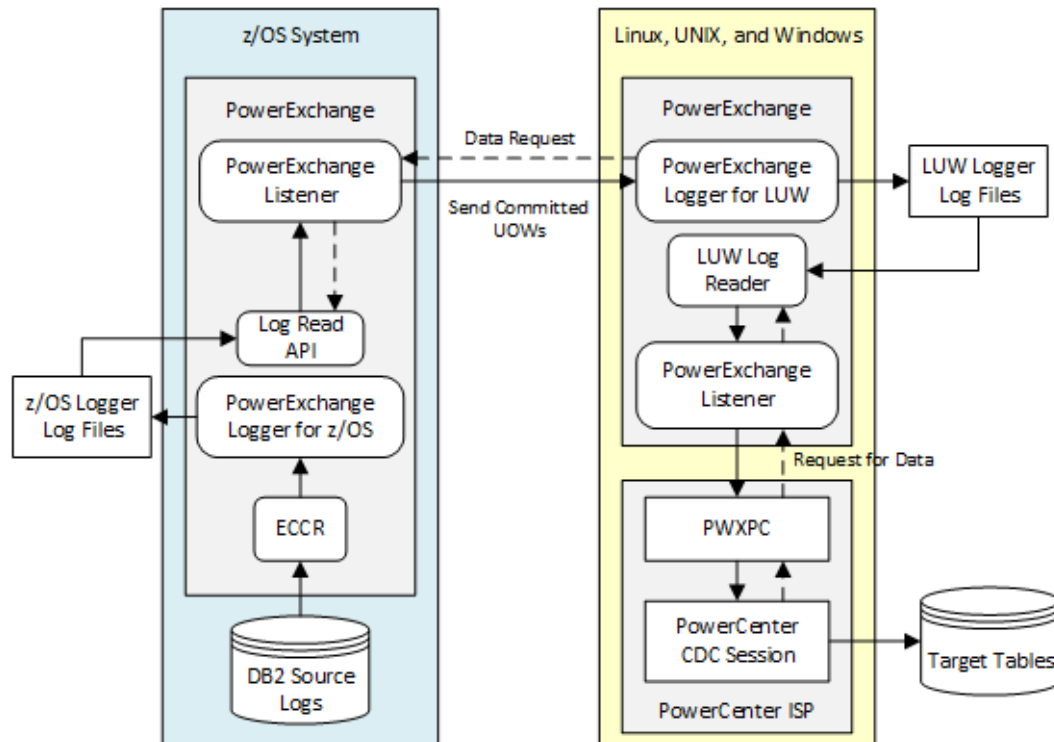 z/OS System
Linux, UNIX, and Windows
PowerExchange
PowerExchange
Listener
Log Read
API
z/OS Logger
Log Files
PowerExchange
Logger for z/OS
ECCR
DB2 Source
Logs
Data Request
Send Committed
UOWs
PowerExchange
PowerExchange
Logger for LUW
LUW Logger
Log Files
LUW Log
Reader
PowerExchange
Listener
Request for Data
PWXPC
PowerCenter
CDC Session
Target Tables
PowerCenter ISP